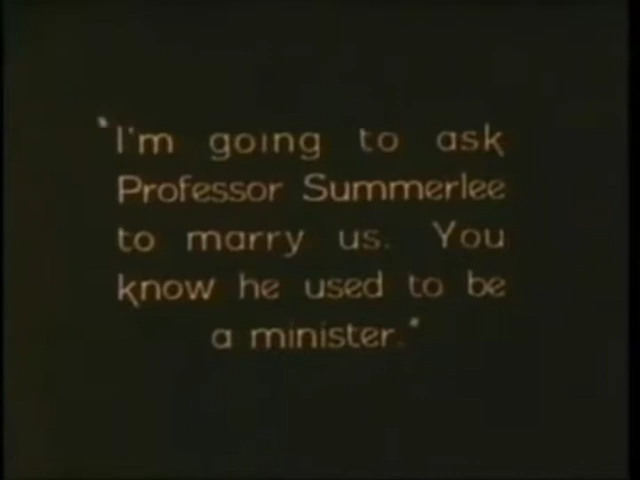 "I'm going to ask
Professor Summerlee
to marry us. You
know he used to be
a minister."